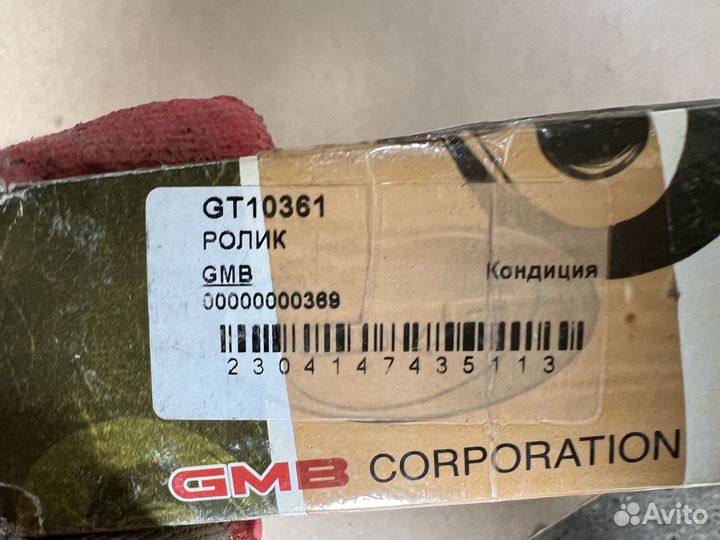 GT10361
РОЛИК
GMB
Кондиция
00000000369
2304147435113
GMB CORPORATION
Avito